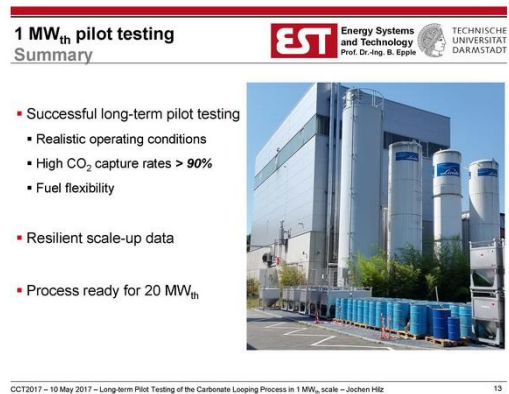 1 MWth pilot testing
Summary
EST
Energy Systems
and Technology
Prof. Dr.-Ing. B. Epple
TECHNISCHE
UNIVERSITÄT
DARMSTADT
▪ Successful long-term pilot testing
▪ Realistic operating conditions
▪ High CO2 capture rates > 90%
▪ Fuel flexibility
▪ Resilient scale-up data
▪ Process ready for 20 MWth
CCT2017 – 10 May 2017 – Long-term Pilot Testing of the Carbonate Looping Process in 1 MWth scale – Jochen Hilz
13